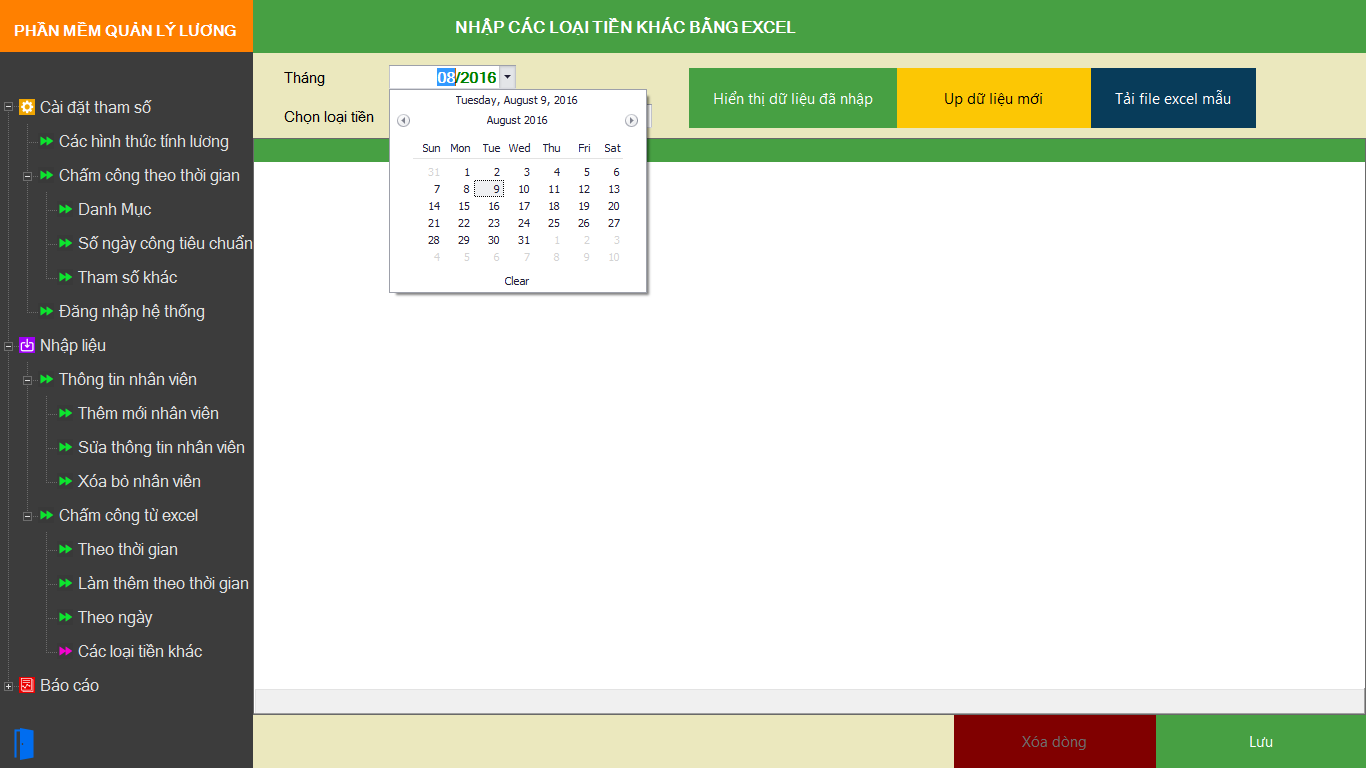 PHẦN MỀM QUẢN LÝ LƯƠNG
NHẬP CÁC LOẠI TIỀN KHÁC BẰNG EXCEL
Tháng
08/2016
Chọn loại tiền
Hiển thị dữ liệu đã nhập
Up dữ liệu mới
Tải file excel mẫu
Tuesday, August 9, 2016
August 2016
Sun Mon Tue Wed Thu Fri Sat
31 1 2 3 4 5 6
7 8 9 10 11 12 13
14 15 16 17 18 19 20
21 22 23 24 25 26 27
28 29 30 31 1 2 3
4 5 6 7 8 9 10
Clear
Cài đặt tham số
Các hình thức tính lương
Chấm công theo thời gian
Danh Mục
Số ngày công tiêu chuẩn
Tham số khác
Đăng nhập hệ thống
Nhập liệu
Thông tin nhân viên
Thêm mới nhân viên
Sửa thông tin nhân viên
Xóa bỏ nhân viên
Chấm công từ excel
Theo thời gian
Làm thêm theo thời gian
Theo ngày
Các loại tiền khác
Báo cáo
Xóa dòng
Lưu